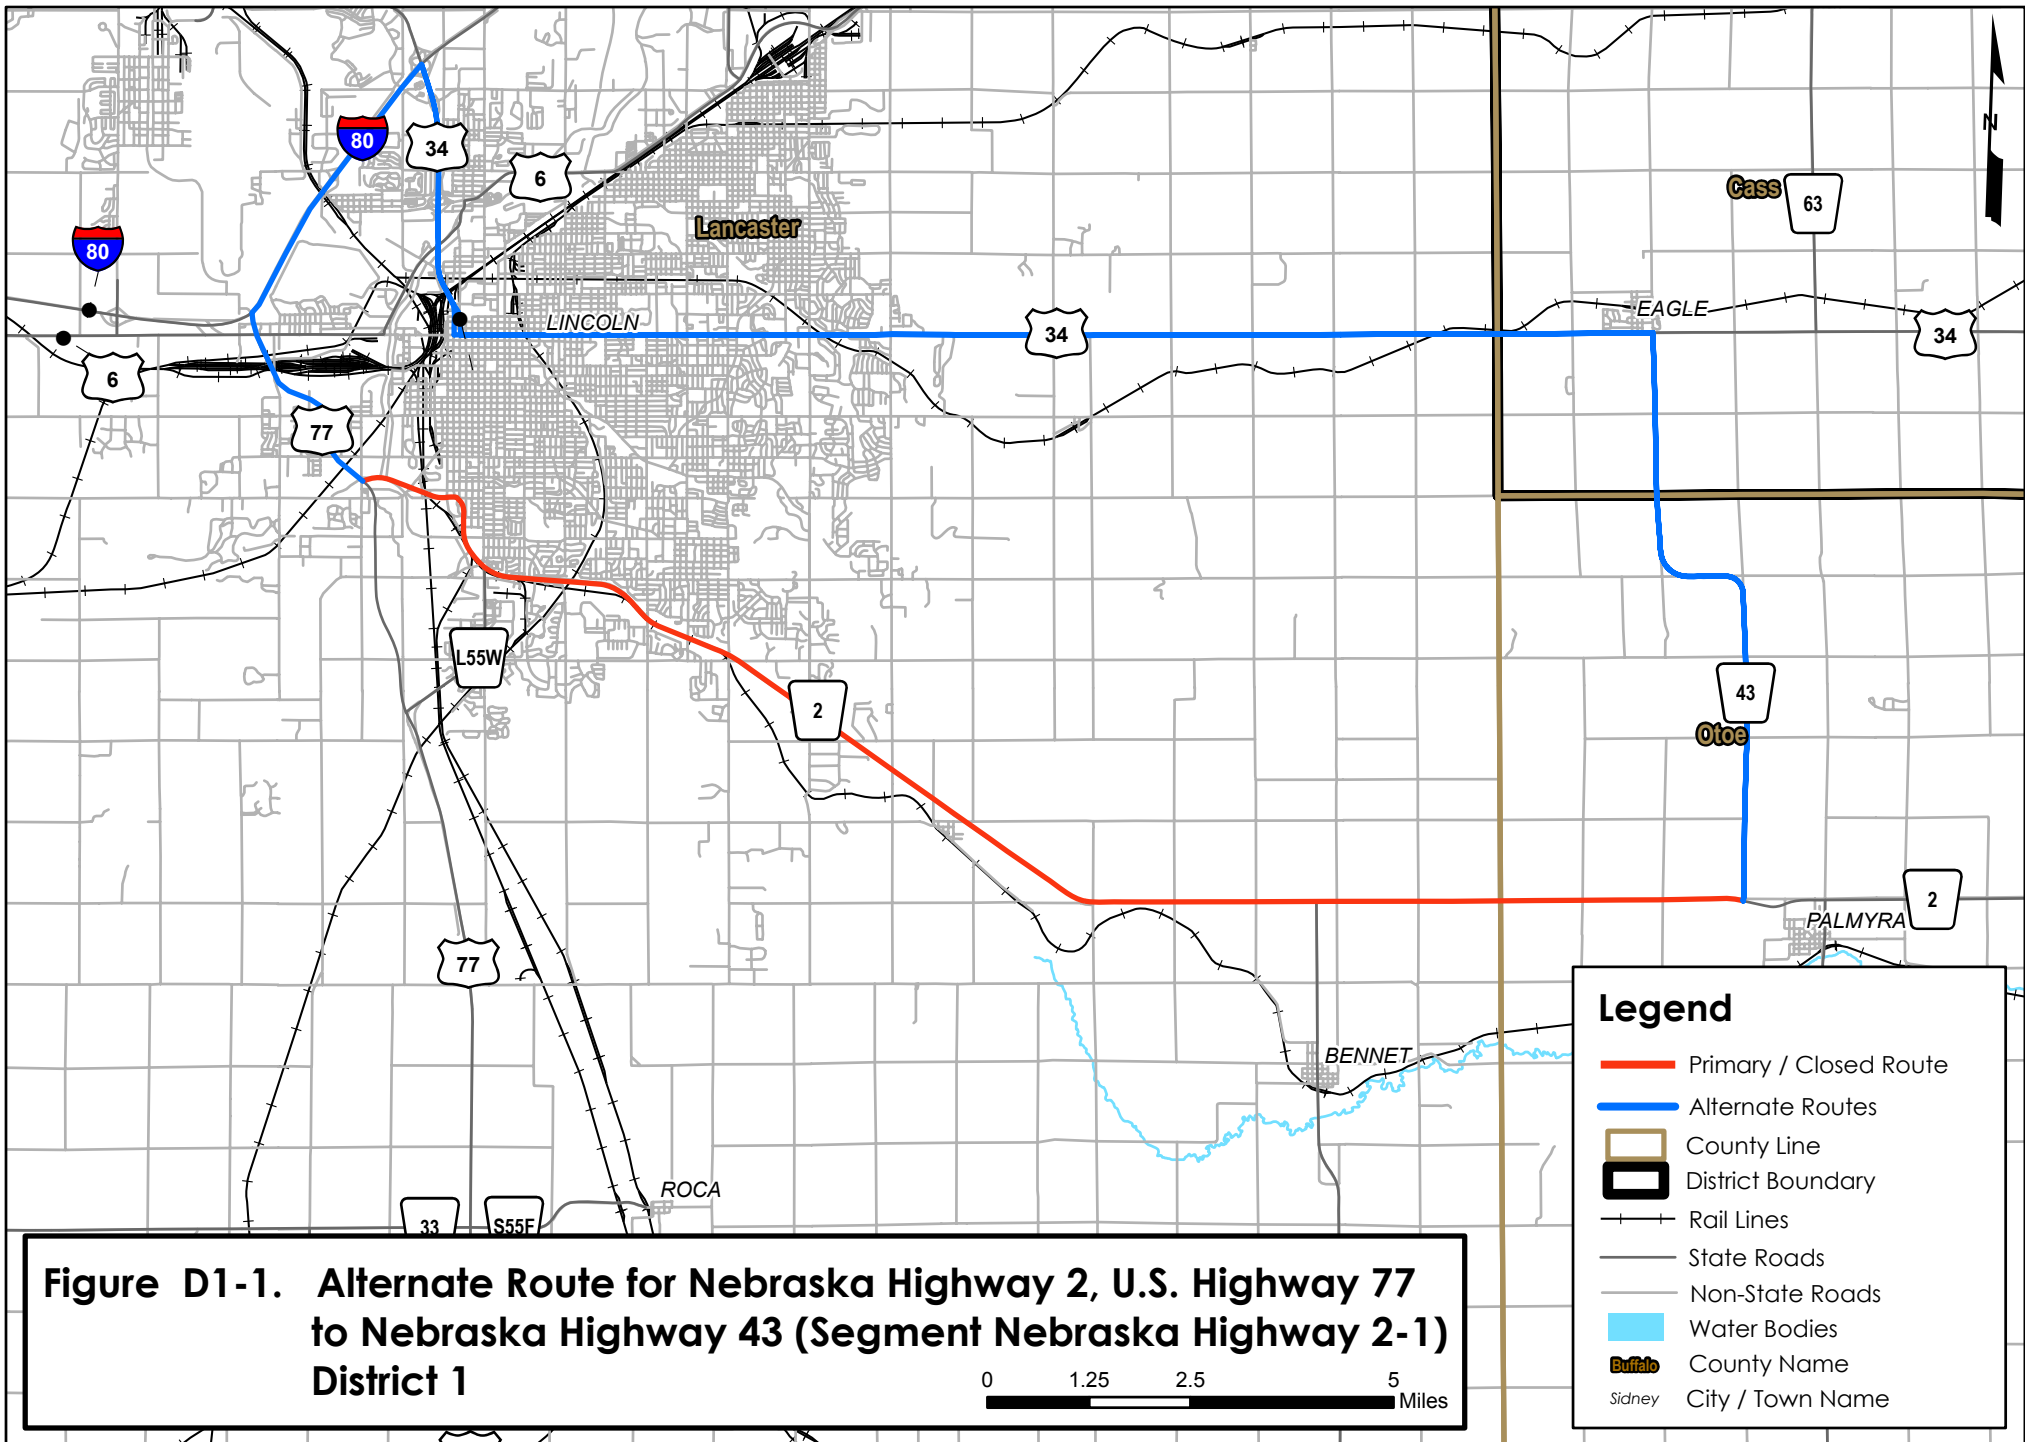 80
34
6
Lancaster
Cass
63
N
80
LINCOLN
34
EAGLE
34
6
77
L55W
2
43
Otoe
2
PALMYRA
77
BENNET
ROCA
33
S55F
Legend
Primary / Closed Route
Alternate Routes
County Line
District Boundary
Rail Lines
State Roads
Non-State Roads
Water Bodies
Buffalo County Name
Sidney City / Town Name
Figure D1-1. Alternate Route for Nebraska Highway 2, U.S. Highway 77
to Nebraska Highway 43 (Segment Nebraska Highway 2-1)
District 1
0 1.25 2.5 5
Miles